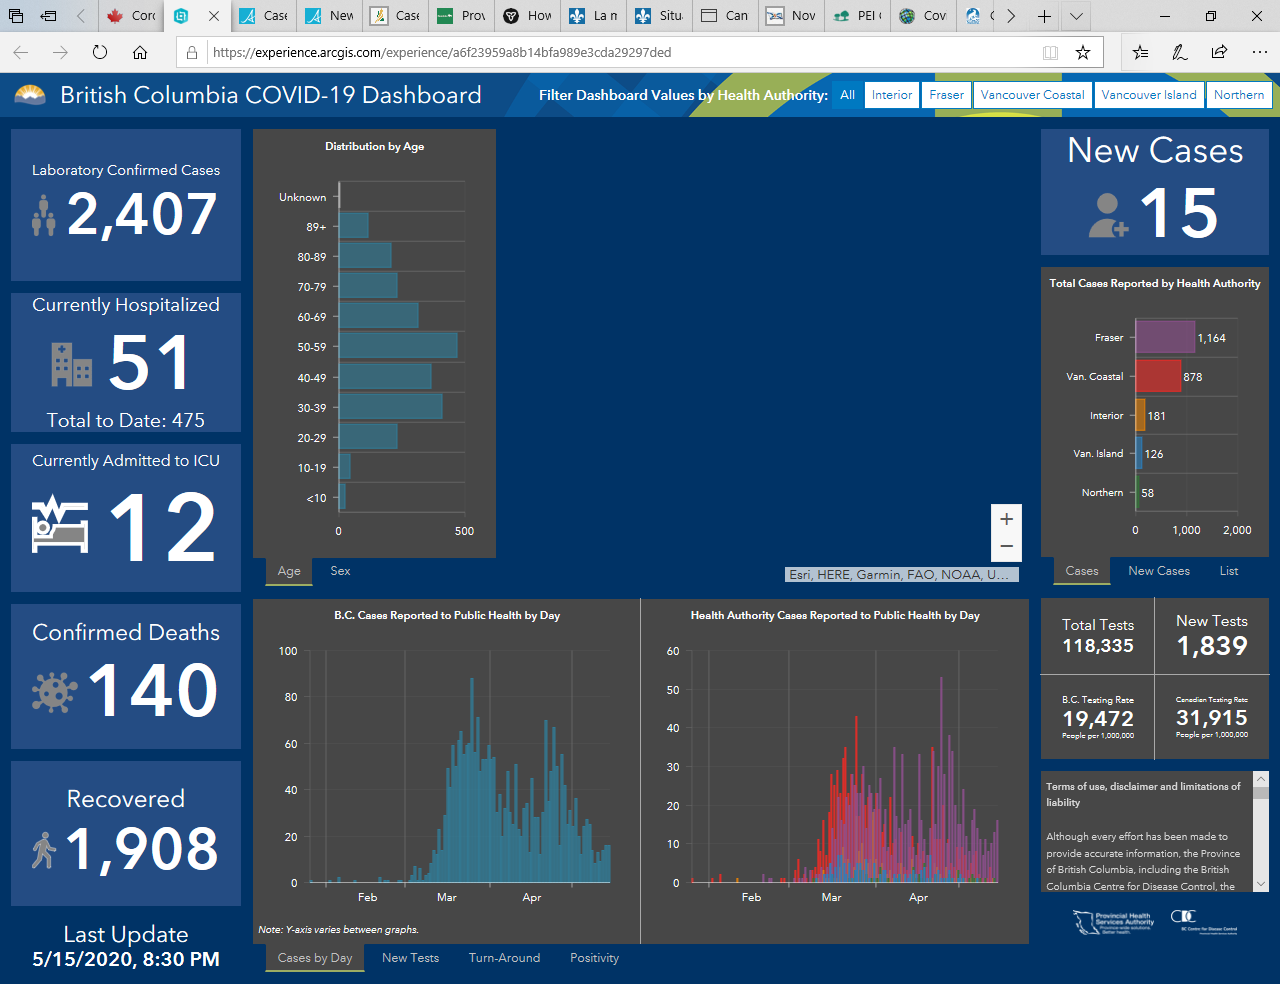 Corc
Case
New
Case
Prov
How
La m
Situa
Can
Nov
PEI C
Covi
https://experience.arcgis.com/experience/a6f23959a8b14bfa989e3cda29297ded
British Columbia COVID-19 Dashboard
Filter Dashboard Values by Health Authority:
All
Interior
Fraser
Vancouver Coastal
Vancouver Island
Northern
Laboratory Confirmed Cases
2,407
Currently Hospitalized
51
Total to Date: 475
Currently Admitted to ICU
12
Confirmed Deaths
140
Recovered
1,908
Last Update
5/15/2020, 8:30 PM
Distribution by Age
Unknown
89+
80-89
70-79
60-69
50-59
40-49
30-39
20-29
10-19
<10
0 500
Age Sex
Esri, HERE, Garmin, FAO, NOAA, U...
New Cases
15
Total Cases Reported by Health Authority
Fraser 1,164
Van. Coastal 878
Interior 181
Van. Island 126
Northern 58
0 1,000 2,000
Cases New Cases List
B.C. Cases Reported to Public Health by Day
100
80
60
40
20
0
Feb Mar Apr
Note: Y-axis varies between graphs.
Health Authority Cases Reported to Public Health by Day
60
50
40
30
20
10
0
Feb Mar Apr
Cases by Day New Tests Turn-Around Positivity
Total Tests
118,335
New Tests
1,839
B.C. Testing Rate
19,472
People per 1,000,000
Canadian Testing Rate
31,915
People per 1,000,000
Terms of use, disclaimer and limitations of
liability
Although every effort has been made to
provide accurate information, the Province
of British Columbia, including the British
Columbia Centre for Disease Control, the
Provincial Health
Services Authority
Province-wide solutions.
Better health.
BC Centre for Disease Control